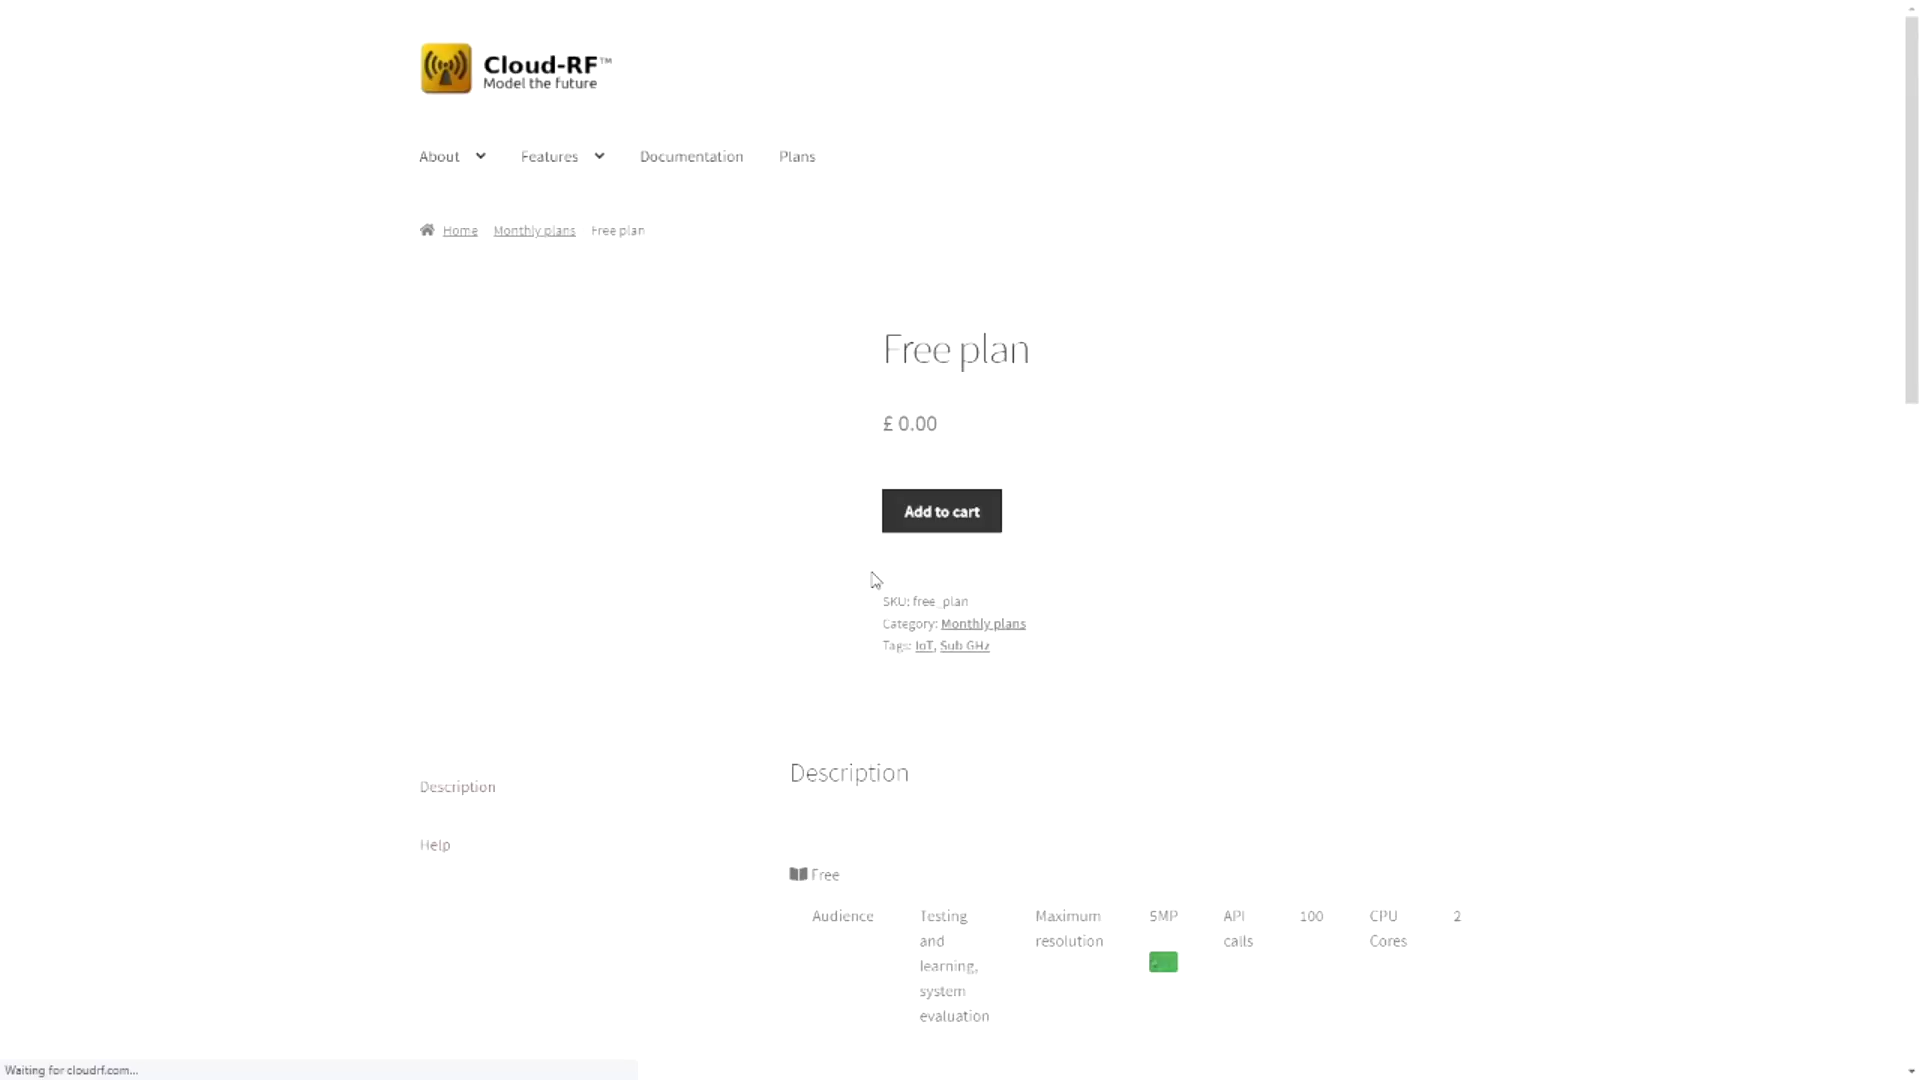 Cloud-RF™
Model the future
About Features Documentation Plans
Home Monthly plans Free plan
Free plan
£ 0.00
Add to cart
SKU: free_plan
Category: Monthly plans
Tags: IoT, Sub GHz
Description
Description
Help
Free
Audience Testing Maximum 5MP API 100 CPU 2
and resolution calls Cores
learning,
system
evaluation
Waiting for cloudrf.com...